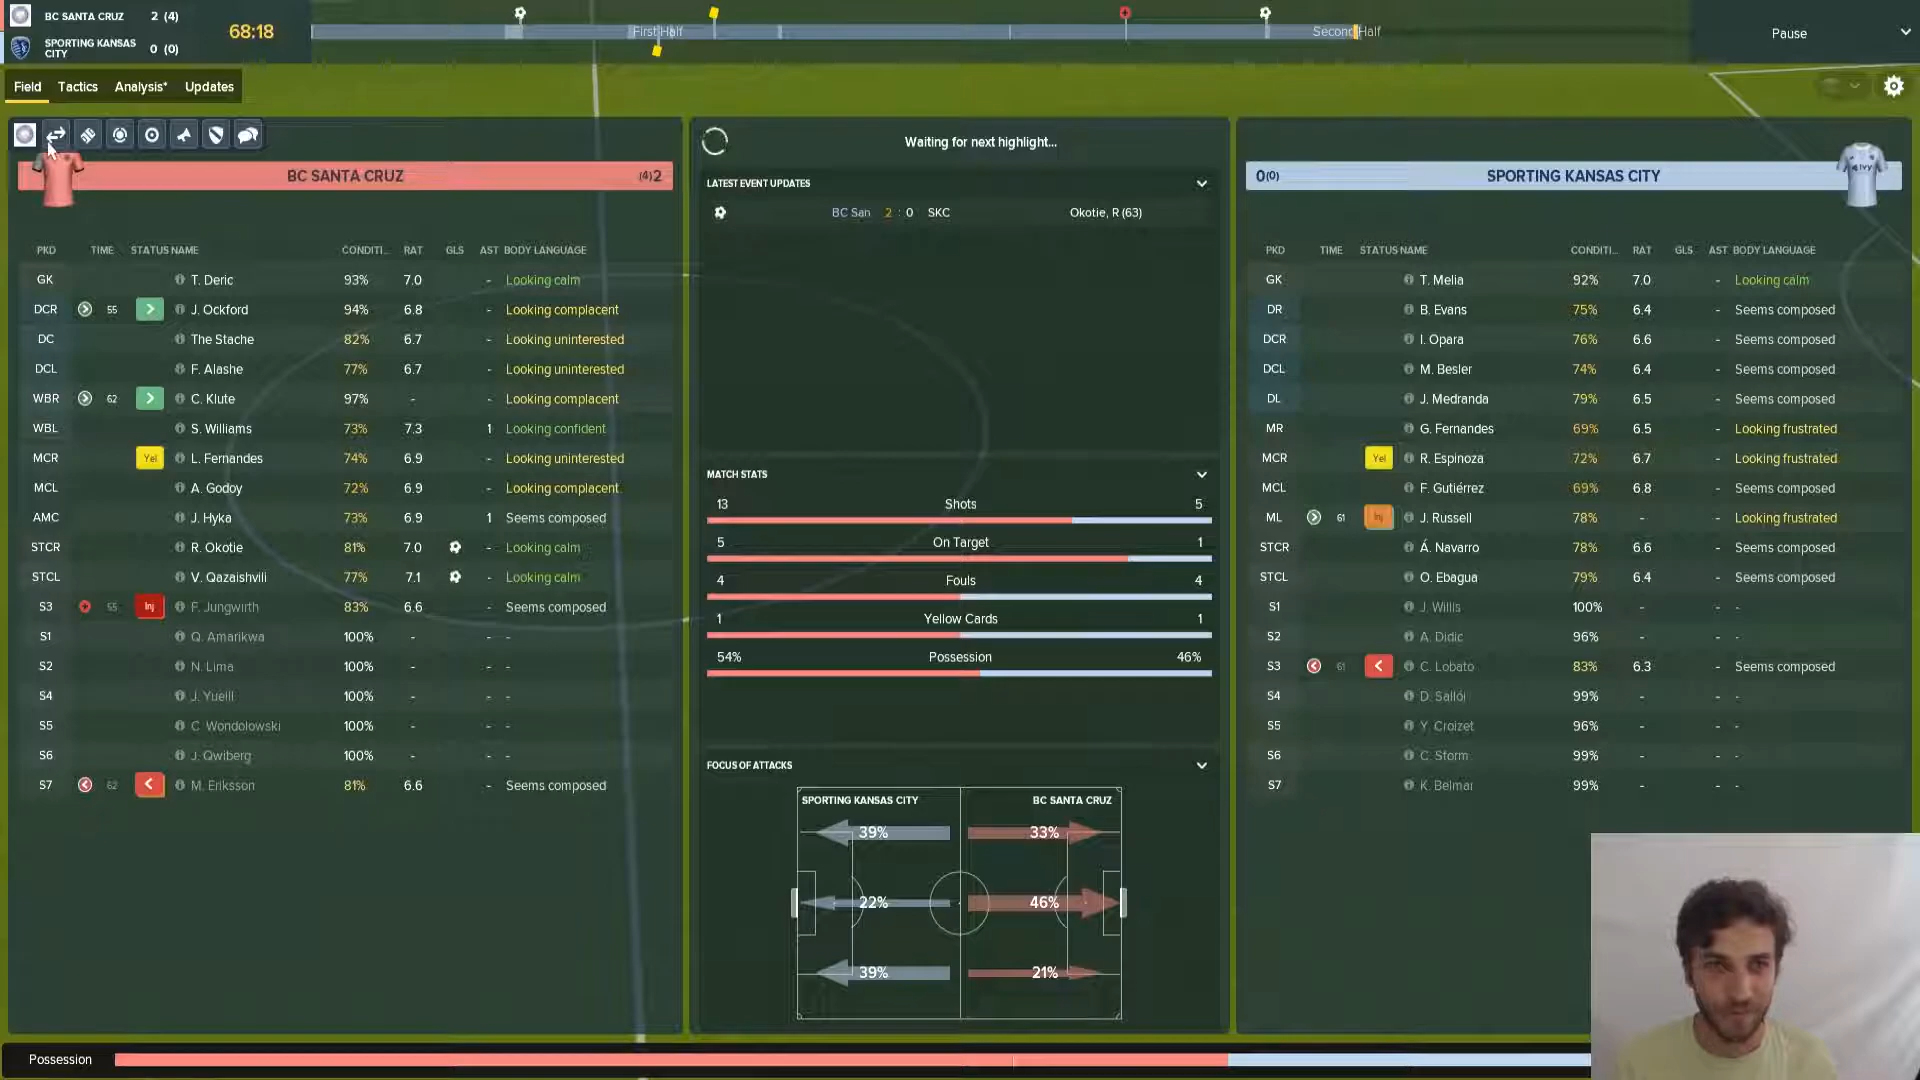 BC SANTA CRUZ 2 (4)
SPORTING KANSAS CITY 0 (0)
68:18
First Half
Second Half
Pause
Field Tactics Analysis* Updates
BC SANTA CRUZ (4)2
PKD TIME STATUS NAME CONDITI... RAT GLS AST BODY LANGUAGE
GK T. Deric 93% 7.0 - Looking calm
DCR 55 J. Ockford 94% 6.8 - Looking complacent
DC The Stache 82% 6.7 - Looking uninterested
DCL F. Alashe 77% 6.7 - Looking uninterested
WBR 62 C. Klute 97% - - Looking complacent
WBL S. Williams 73% 7.3 1 Looking confident
MCR Yel L. Fernandes 74% 6.9 - Looking uninterested
MCL A. Godoy 72% 6.9 - Looking complacent
AMC J. Hyka 73% 6.9 1 Seems composed
STCR R. Okotie 81% 7.0 - Looking calm
STCL V. Qazaishvili 77% 7.1 - Looking calm
S3 55 Inj F. Jungwirth 83% 6.6 - Seems composed
S1 Q. Amarikwa 100% - - -
S2 N. Lima 100% - - -
S4 J. Yueill 100% - - -
S5 C. Wondolowski 100% - - -
S6 J. Qwiberg 100% - - -
S7 62 M. Eriksson 81% 6.6 - Seems composed
Waiting for next highlight...
LATEST EVENT UPDATES
BC San 2 : 0 SKC Okotie, R (63)
MATCH STATS
13 Shots 5
5 On Target 1
4 Fouls 4
1 Yellow Cards 1
54% Possession 46%
FOCUS OF ATTACKS
SPORTING KANSAS CITY BC SANTA CRUZ
39% 33%
22% 46%
39% 21%
0(0) SPORTING KANSAS CITY
IVY
PKD TIME STATUS NAME CONDITI... RAT GLS AST BODY LANGUAGE
GK T. Melia 92% 7.0 - Looking calm
DR B. Evans 75% 6.4 - Seems composed
DCR I. Opara 76% 6.6 - Seems composed
DCL M. Besler 74% 6.4 - Seems composed
DL J. Medranda 79% 6.5 - Seems composed
MR G. Fernandes 69% 6.5 - Looking frustrated
MCR Yel R. Espinoza 72% 6.7 - Looking frustrated
MCL F. Gutiérrez 69% 6.8 - Seems composed
ML 61 Inj J. Russell 78% - - Looking frustrated
STCR Á. Navarro 78% 6.6 - Seems composed
STCL O. Ebagua 79% 6.4 - Seems composed
S1 J. Willis 100% - - -
S2 A. Didic 96% - - -
S3 61 C. Lobato 83% 6.3 - Seems composed
S4 D. Sallói 99% - - -
S5 Y. Croizet 96% - - -
S6 C. Storm 99% - - -
S7 K. Belmar 99% - - -
Possession